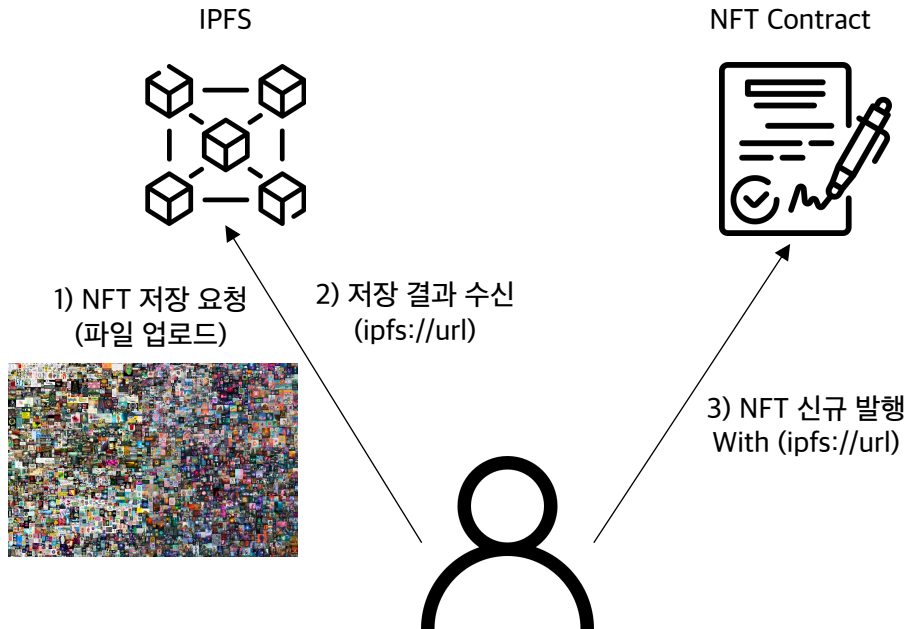 IPFS
NFT Contract
1) NFT 저장 요청
(파일 업로드)
2) 저장 결과 수신
(ipfs://url)
3) NFT 신규 발행
With (ipfs://url)